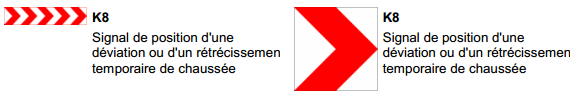 K8
Signal de position d'une
déviation ou d'un rétrécissemen
temporaire de chaussée
K8
Signal de position d'une
déviation ou d'un rétrécissemen
temporaire de chaussée